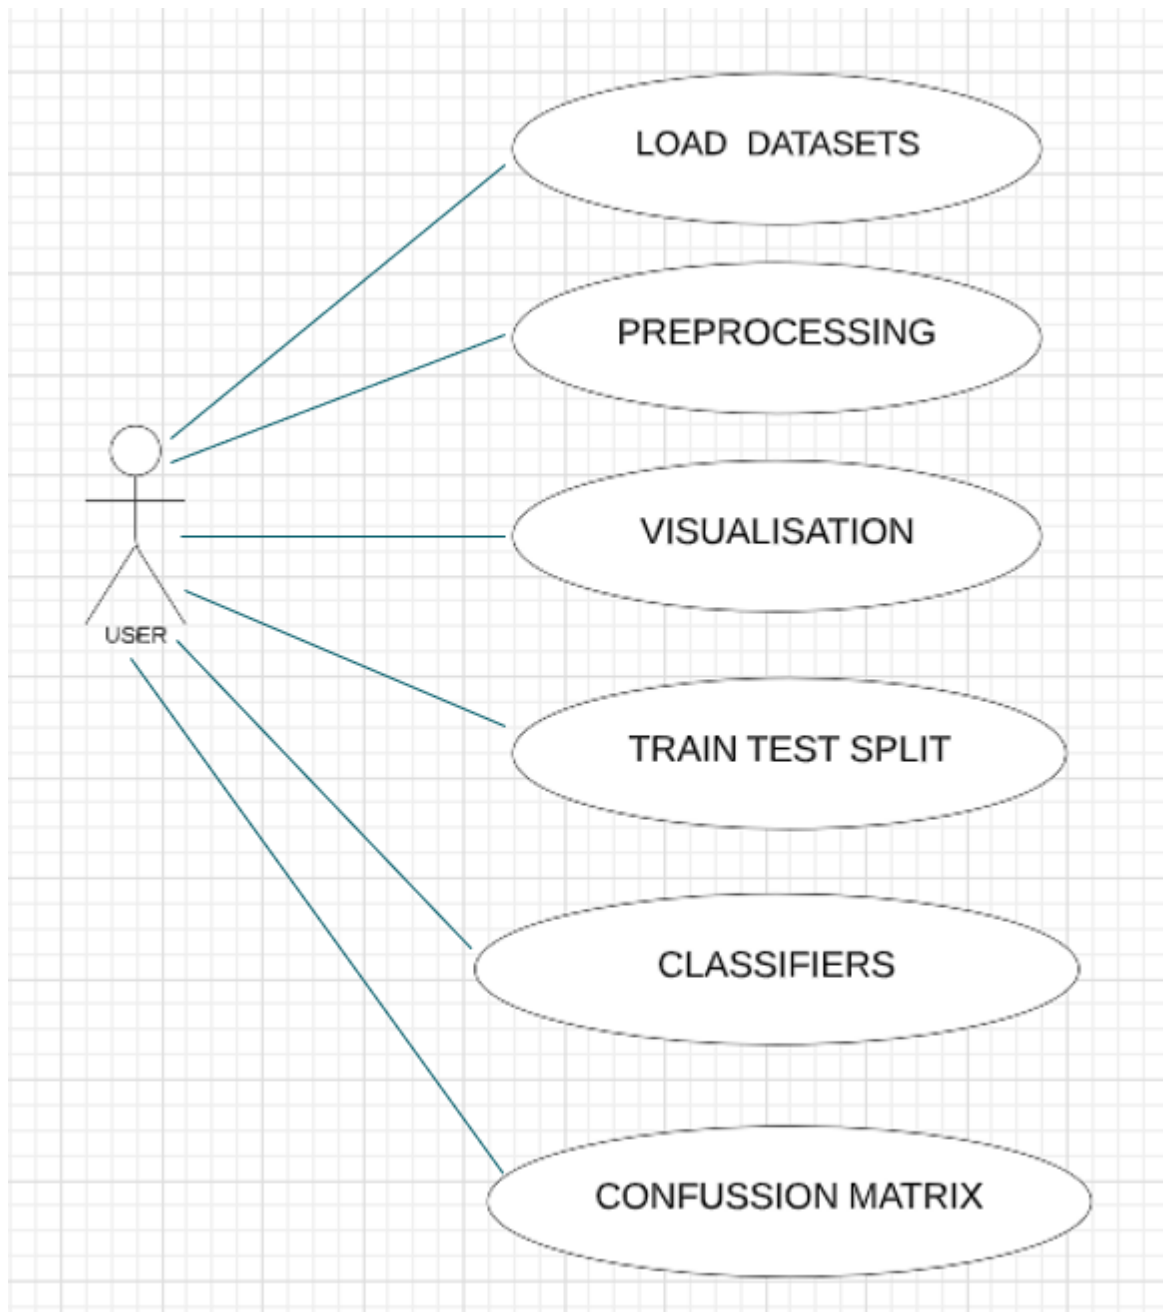 LOAD DATASETS
PREPROCESSING
VISUALISATION
USER
TRAIN TEST SPLIT
CLASSIFIERS
CONFUSSION MATRIX